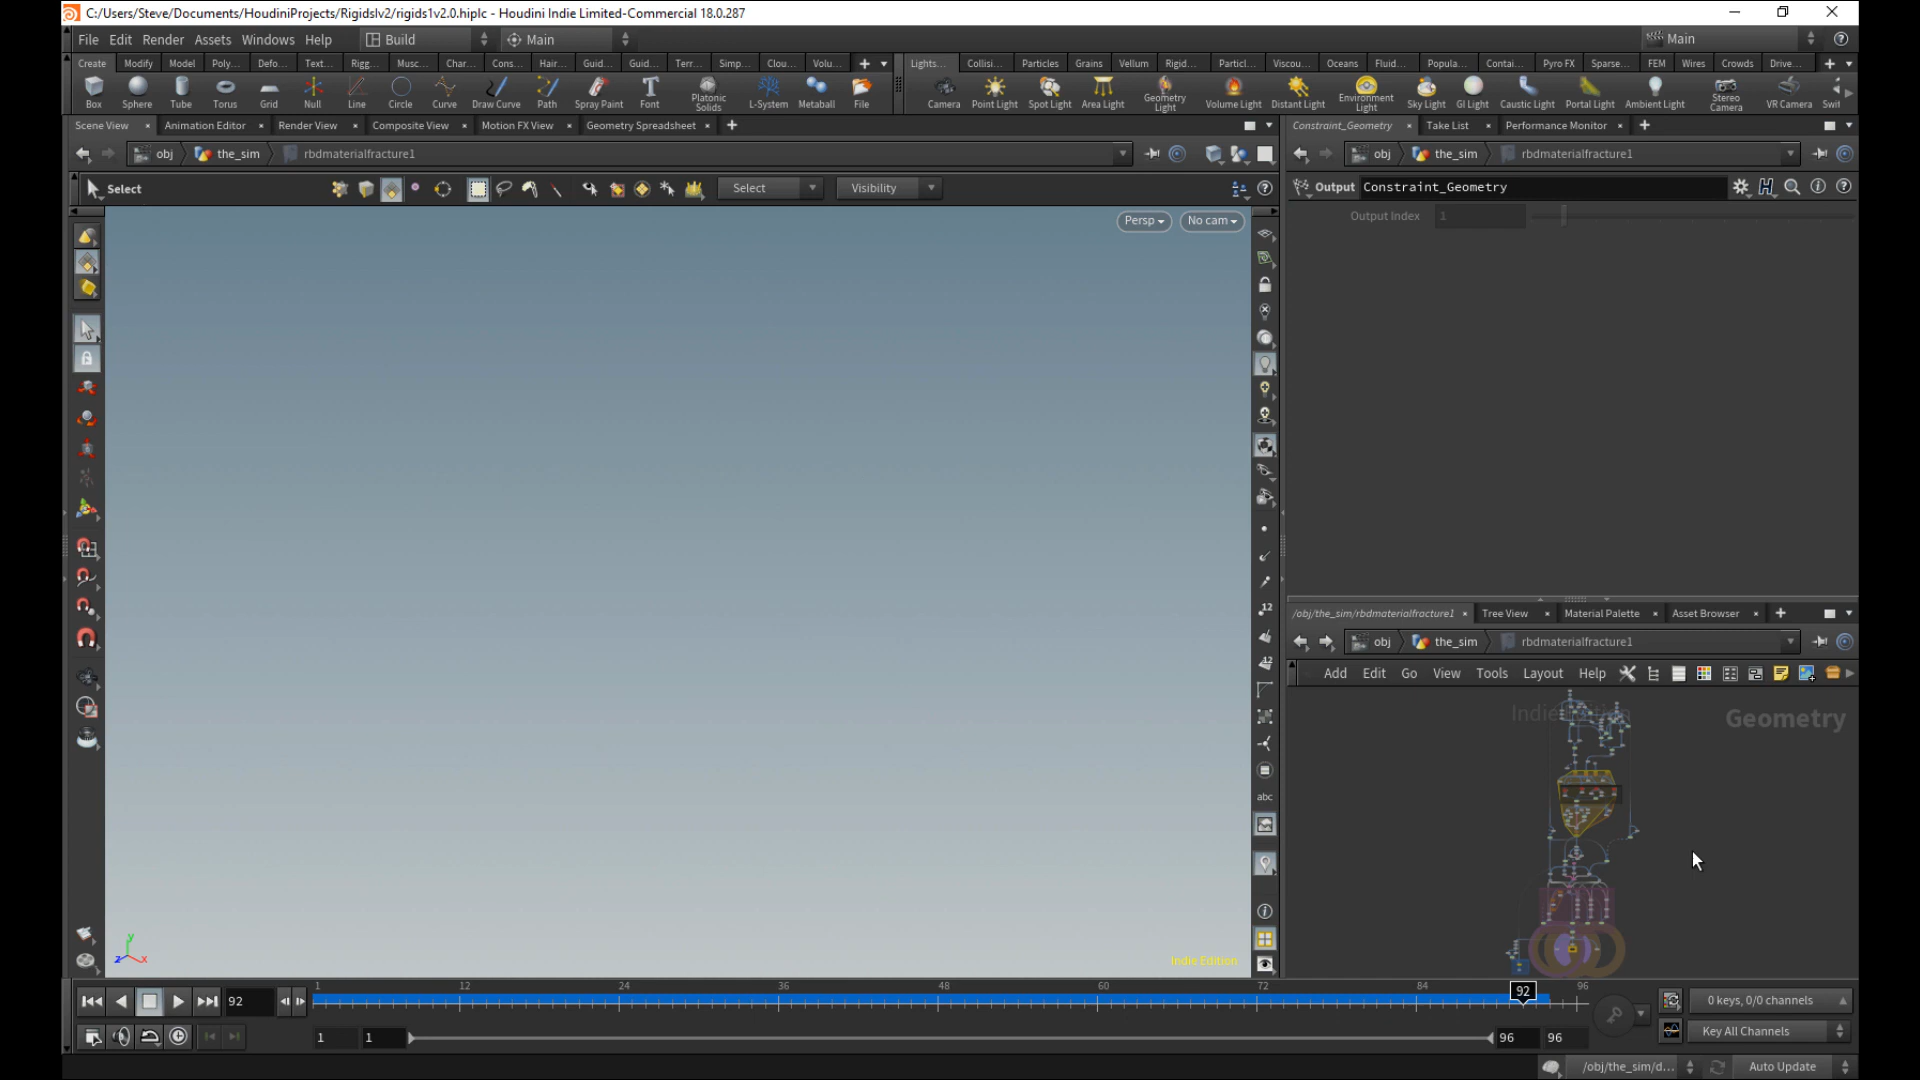 C:/Users/Steve/Documents/HoudiniProjects/RigidsIv2/rigids1v2.0.hiplc - Houdini Indie Limited-Commercial 18.0.287
File Edit Render Assets Windows Help Build Main Main
Create Modify Model Poly... Defo... Text... Rigg... Musc... Char... Cons... Hair... Guid... Guid... Terr... Simp... Clou... Volu...
Lights... Collisi... Particles Grains Vellum Rigid... Particl... Viscou... Oceans Fluid... Popula... Contai... Pyro FX Sparse... FEM Wires Crowds Drive...
Box Sphere Tube Torus Grid Null Line Circle Curve Draw Curve Path Spray Paint Font Platonic Solids L-System Metaball File
Camera Point Light Spot Light Area Light Geometry Light Volume Light Distant Light Environment Light Sky Light GI Light Caustic Light Portal Light Ambient Light Stereo Camera VR Camera Swit
Scene View Animation Editor Render View Composite View Motion FX View Geometry Spreadsheet
Constraint_Geometry Take List Performance Monitor
obj the_sim rbdmaterialfracture1
obj the_sim rbdmaterialfracture1
Select Select Visibility
Output Constraint_Geometry
Output Index 1
Persp No cam
12
12
abc
/obj/the_sim/rbdmaterialfracture1 Tree View Material Palette Asset Browser
obj the_sim rbdmaterialfracture1
Add Edit Go View Tools Layout Help
Indie Edition Geometry
y
z x
Indie Edition
92 1 12 24 36 48 60 72 84 92 96
0 keys, 0/0 channels
1 1 96 96 Key All Channels
/obj/the_sim/d... Auto Update